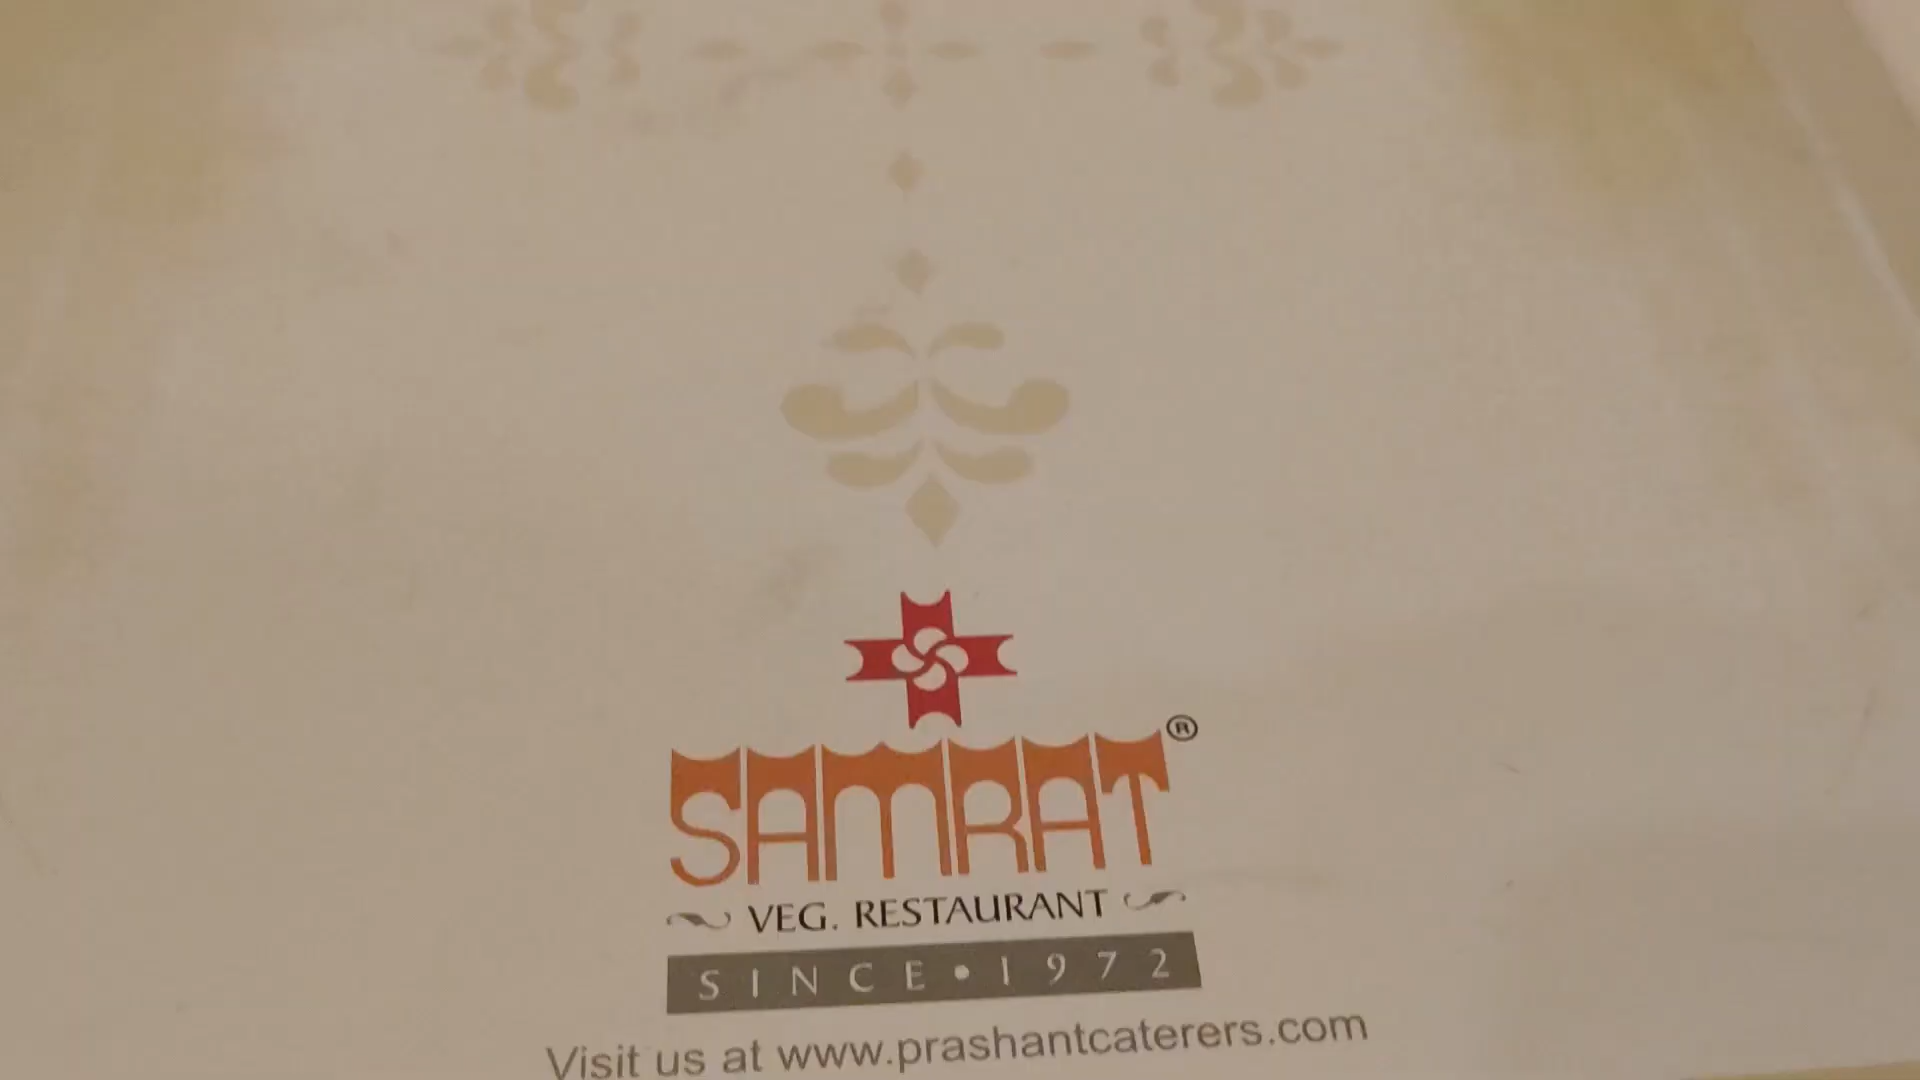 SAMRAT®
VEG. RESTAURANT
SINCE•1972
Visit us at www.prashantcaterers.com